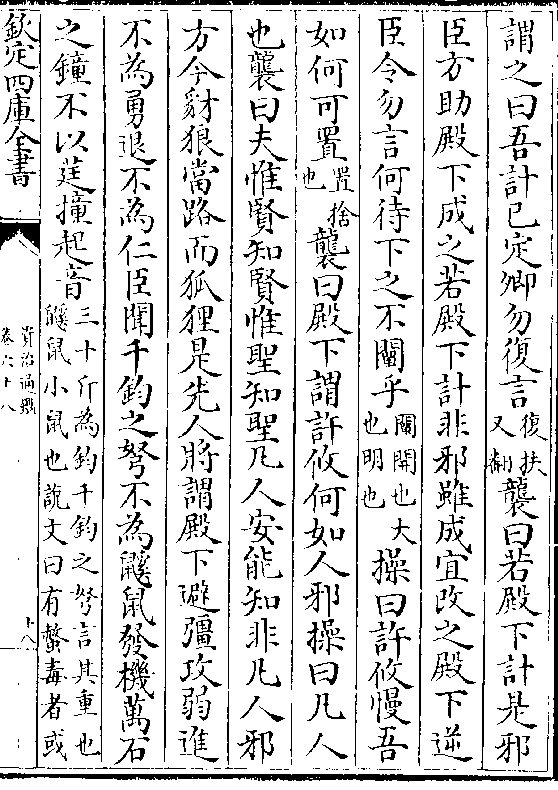 謂之曰吾計已定卿勿復言復扶又翻襲曰若殿下計是邪
臣方助殿下成之若殿下計非邪雖成宜改之殿下逆
臣令勿言何待下之不闡乎闡開也大也明也操曰許攸慢吾
如何可置置捨也襲曰殿下謂許攸何如人邪操曰凡人
也襲曰夫惟賢知賢惟聖知聖凡人安能知非凡人邪
方今豺狼當路而狐狸是先人將謂殿下避彊攻弱進
不為勇退不為仁臣聞千鈞之弩不為鼷鼠發機萬石
之鐘不以莛撞起音三十斤為鈞千鈞之弩言其重也鼷鼠小鼠也說文曰有螫毒者或
欽定四庫全書
資治通鑑
卷六十八
十八